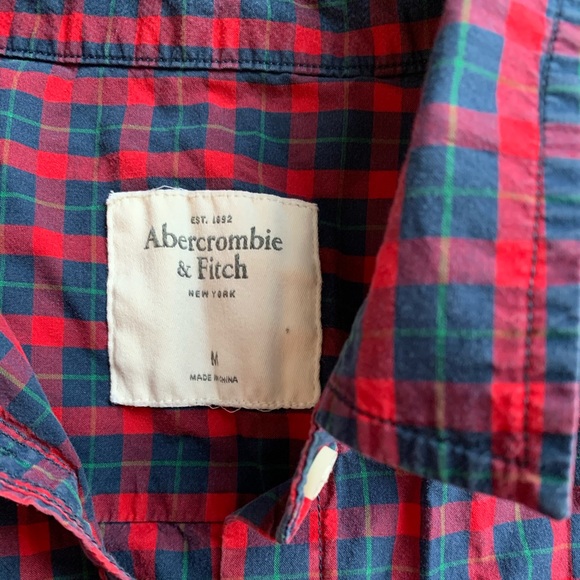 EST. 1892
Abercrombie
& Fitch
NEW YORK
M
MADE IN CHINA